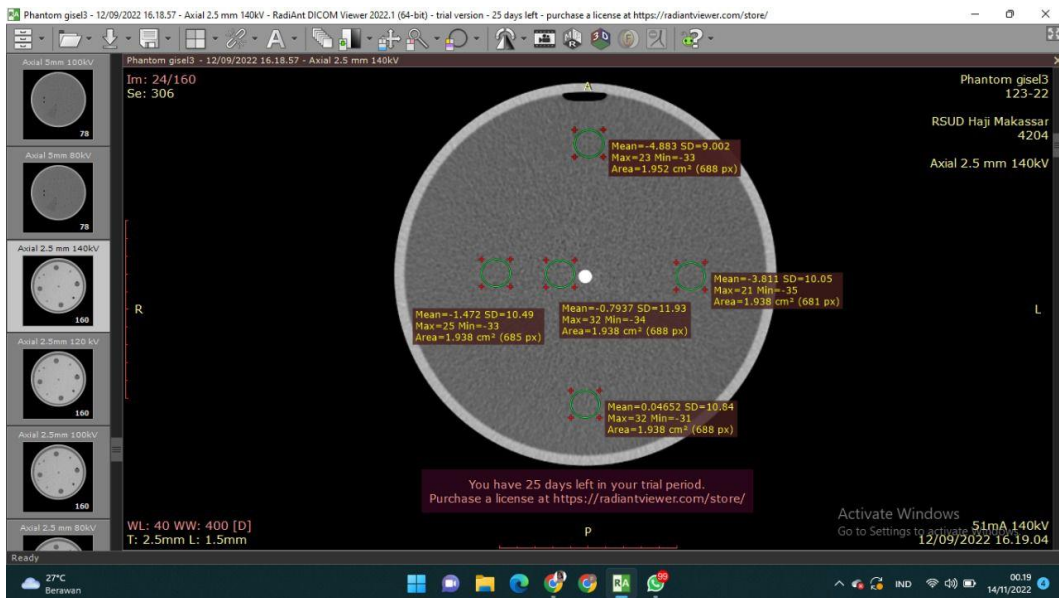 Phantom gisel3 - 12/09/2022 16.18.57 - Axial 2.5 mm 140kV - RadiAnt DICOM Viewer 2022.1 (64-bit) - trial version - 25 days left - purchase a license at https://radiantviewer.com/store/
Phantom gisel3 - 12/09/2022 16.18.57 - Axial 2.5 mm 140kV
Axial 5mm 100kV
78
Axial 5mm 80kV
78
Axial 2.5 mm 140kV
160
Axial 2.5mm 120 kV
160
Axial 2.5mm 100kV
160
Axial 2.5 mm 80kV
Im: 24/160
Se: 306
Phantom gisel3
123-22
RSUD Haji Makassar
4204
Axial 2.5 mm 140kV
A
R
L
P
Mean=-4.883 SD=9.002
Max=23 Min=-33
Area=1.952 cm² (688 px)
Mean=-3.811 SD=10.05
Max=21 Min=-35
Area=1.938 cm² (681 px)
Mean=-0.7937 SD=11.93
Max=32 Min=-34
Area=1.938 cm² (688 px)
Mean=-1.472 SD=10.49
Max=25 Min=-33
Area=1.938 cm² (685 px)
Mean=0.04652 SD=10.84
Max=32 Min=-31
Area=1.938 cm² (688 px)
You have 25 days left in your trial period.
Purchase a license at https://radiantviewer.com/store/
WL: 40 WW: 400 [D]
T: 2.5mm L: 1.5mm
Activate Windows
Go to Settings to activate Windows.
51mA 140kV
12/09/2022 16.19.04
Ready
27°C
Berawan
RA
99
IND
00.19
14/11/2022
4